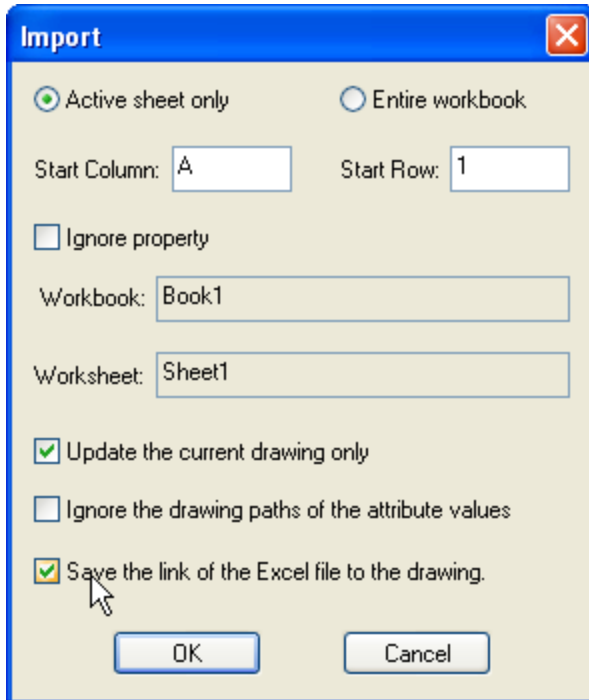 Import
Active sheet only Entire workbook
Start Column: A Start Row: 1
Ignore property
Workbook: Book1
Worksheet: Sheet1
Update the current drawing only
Ignore the drawing paths of the attribute values
Save the link of the Excel file to the drawing.
OK Cancel